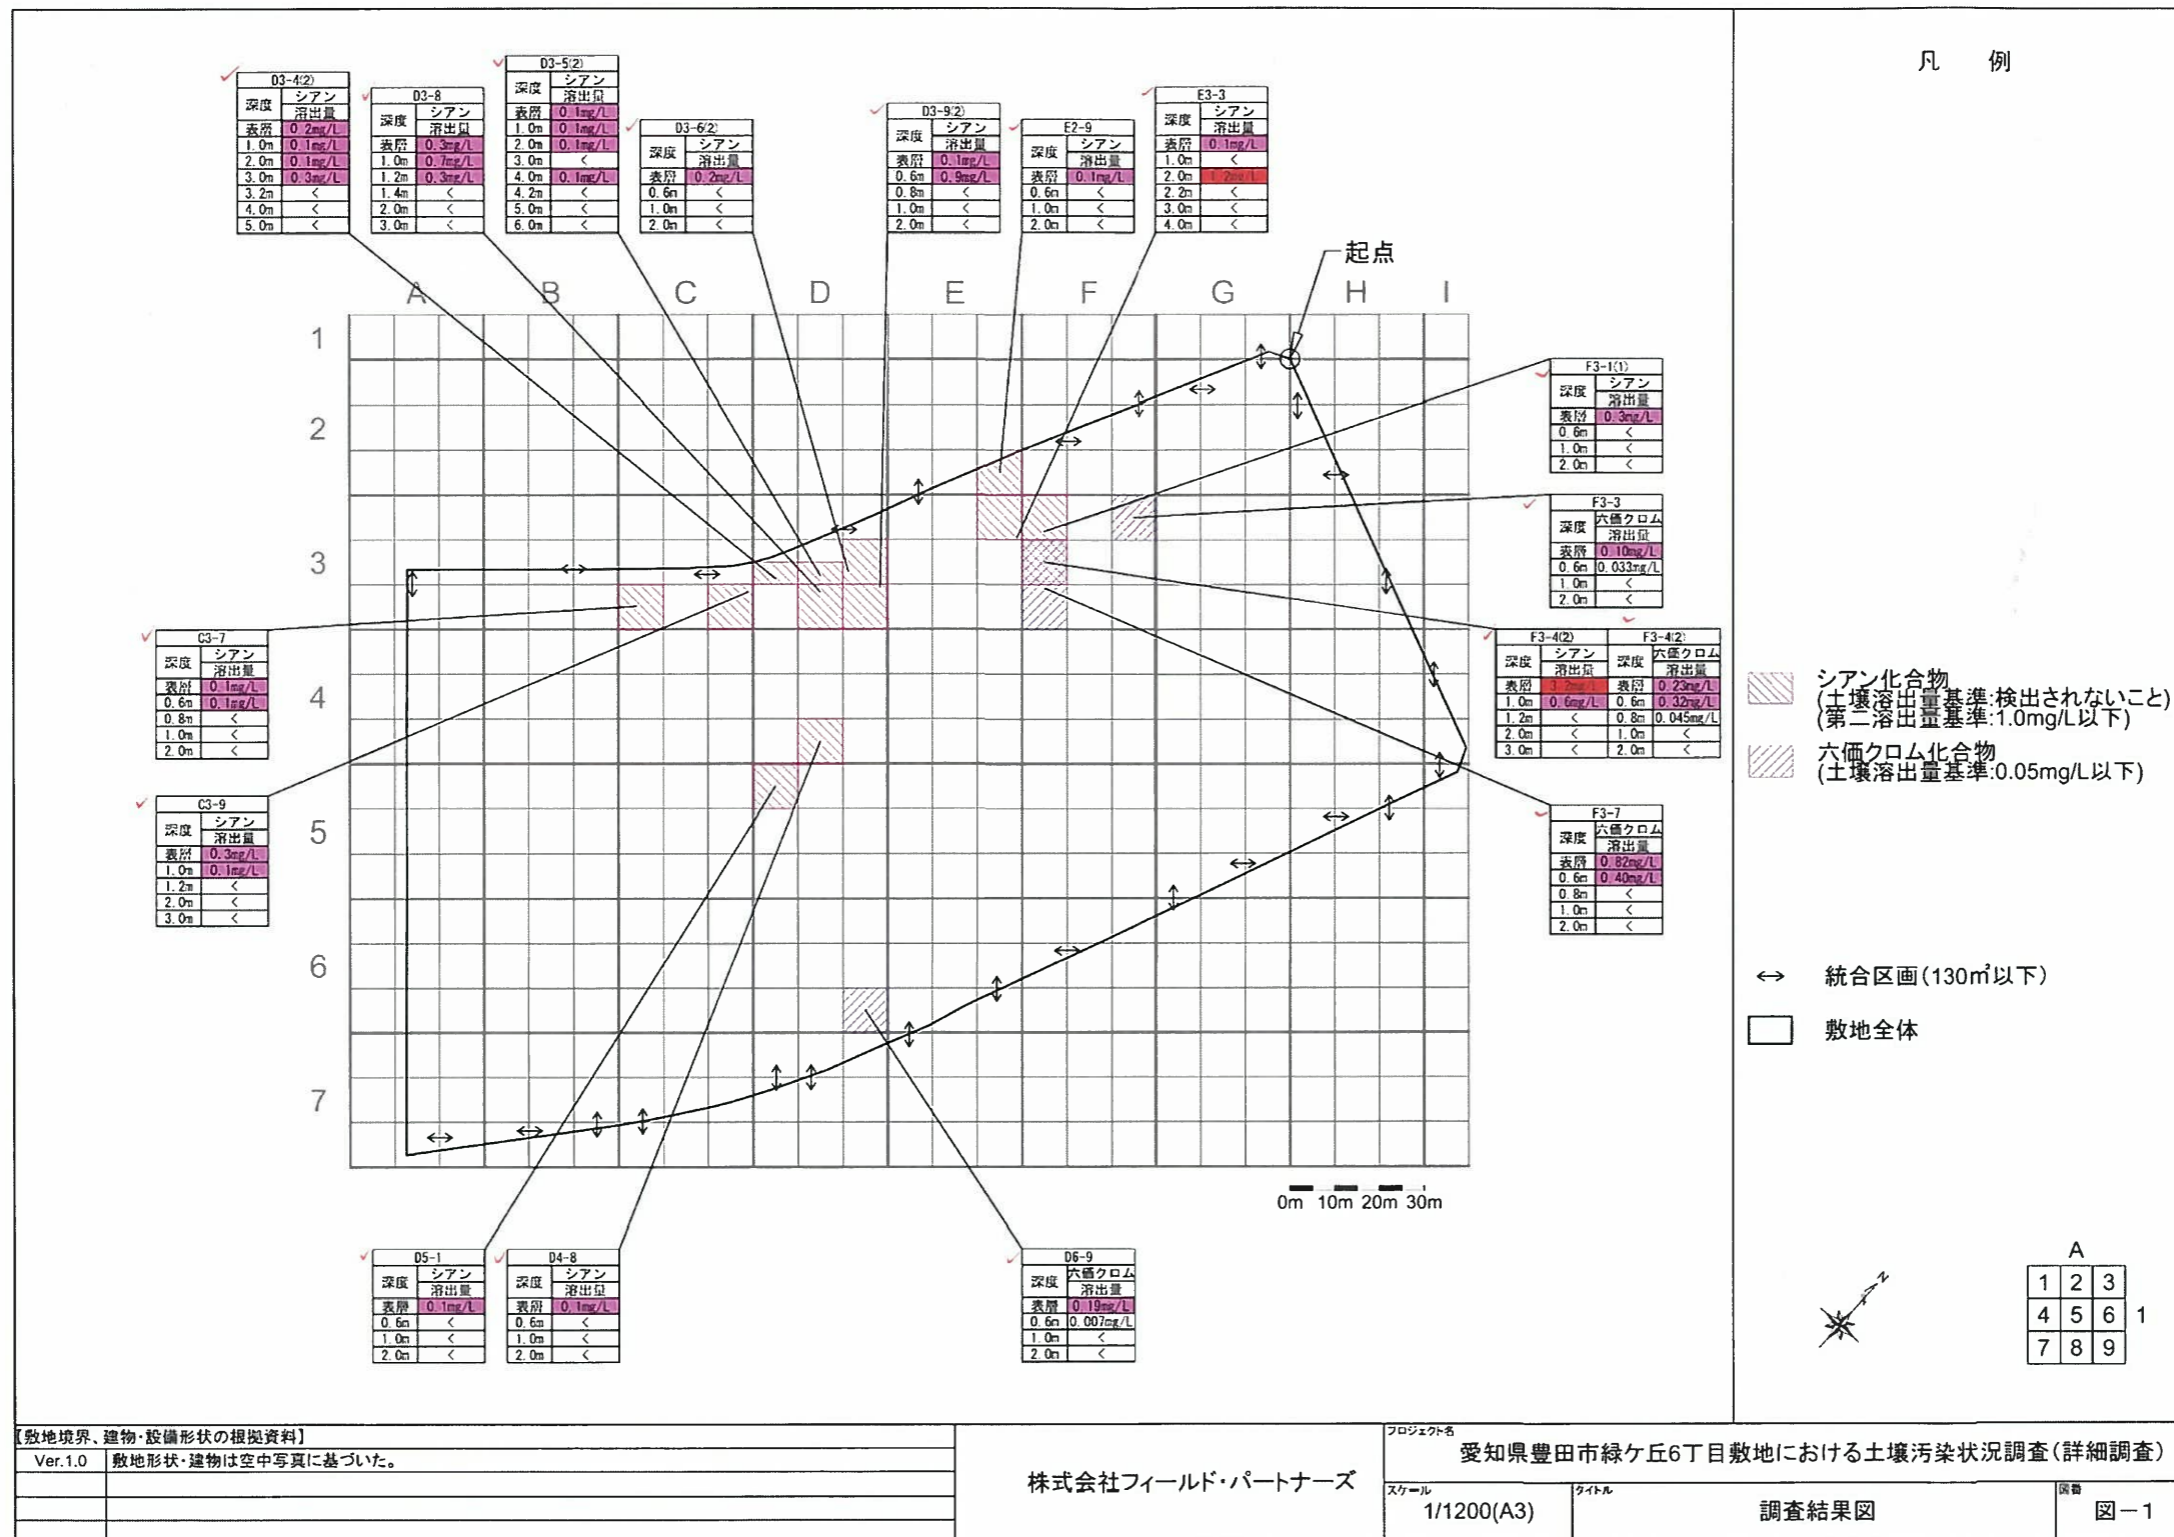 凡 例
D3-4(2)
深度 シアン
溶出量
表層 0.2mg/L
1.0m 0.1mg/L
2.0m 0.1mg/L
3.0m 0.3mg/L
3.2m <
4.0m <
5.0m <
D3-8
深度 シアン
溶出量
表層 0.3mg/L
1.0m 0.7mg/L
1.2m 0.3mg/L
1.4m <
2.0m <
3.0m <
D3-5(2)
深度 シアン
溶出量
表層 0.1mg/L
1.0m 0.1mg/L
2.0m 0.1mg/L
3.0m <
4.0m 0.1mg/L
4.2m <
5.0m <
6.0m <
D3-6(2)
深度 シアン
溶出量
表層 0.2mg/L
0.6m <
1.0m <
2.0m <
D3-9(2)
深度 シアン
溶出量
表層 0.1mg/L
0.6m 0.9mg/L
0.8m <
1.0m <
2.0m <
E2-9
深度 シアン
溶出量
表層 0.1mg/L
0.6m <
1.0m <
2.0m <
E3-3
深度 シアン
溶出量
表層 0.1mg/L
1.0m <
2.0m 1.2mg/L
2.2m <
3.0m <
4.0m <
起点
A B C D E F G H I
1
2
3
4
5
6
7
F3-1(1)
深度 シアン
溶出量
表層 0.3mg/L
0.6m <
1.0m <
2.0m <
F3-3
深度 六価クロム
溶出量
表層 0.10mg/L
0.6m 0.033mg/L
1.0m <
2.0m <
F3-4(2) F3-4(2)
深度 シアン 深度 六価クロム
溶出量 溶出量
表層 3.2mg/L 表層 0.23mg/L
1.0m 0.6mg/L 0.6m 0.32mg/L
1.2m < 0.8m 0.045mg/L
2.0m < 1.0m <
3.0m < 2.0m <
F3-7
深度 六価クロム
溶出量
表層 0.82mg/L
0.6m 0.40mg/L
0.8m <
1.0m <
2.0m <
C3-7
深度 シアン
溶出量
表層 0.1mg/L
0.6m 0.1mg/L
0.8m <
1.0m <
2.0m <
C3-9
深度 シアン
溶出量
表層 0.3mg/L
1.0m 0.1mg/L
1.2m <
2.0m <
3.0m <
D5-1
深度 シアン
溶出量
表層 0.1mg/L
0.6m <
1.0m <
2.0m <
D4-8
深度 シアン
溶出量
表層 0.1mg/L
0.6m <
1.0m <
2.0m <
D6-9
深度 六価クロム
溶出量
表層 0.19mg/L
0.6m 0.007mg/L
1.0m <
2.0m <
0m 10m 20m 30m
シアン化合物
(土壌溶出量基準:検出されないこと)
(第二溶出量基準:1.0mg/L以下)
六価クロム化合物
(土壌溶出量基準:0.05mg/L以下)
統合区画(130㎡以下)
敷地全体
N
A
1 2 3
4 5 6 1
7 8 9
【敷地境界、建物・設備形状の根拠資料】
Ver.1.0 敷地形状・建物は空中写真に基づいた。
株式会社フィールド・パートナーズ
プロジェクト名
愛知県豊田市緑ケ丘6丁目敷地における土壌汚染状況調査(詳細調査)
スケール
1/1200(A3)
タイトル
調査結果図
図番
図-1